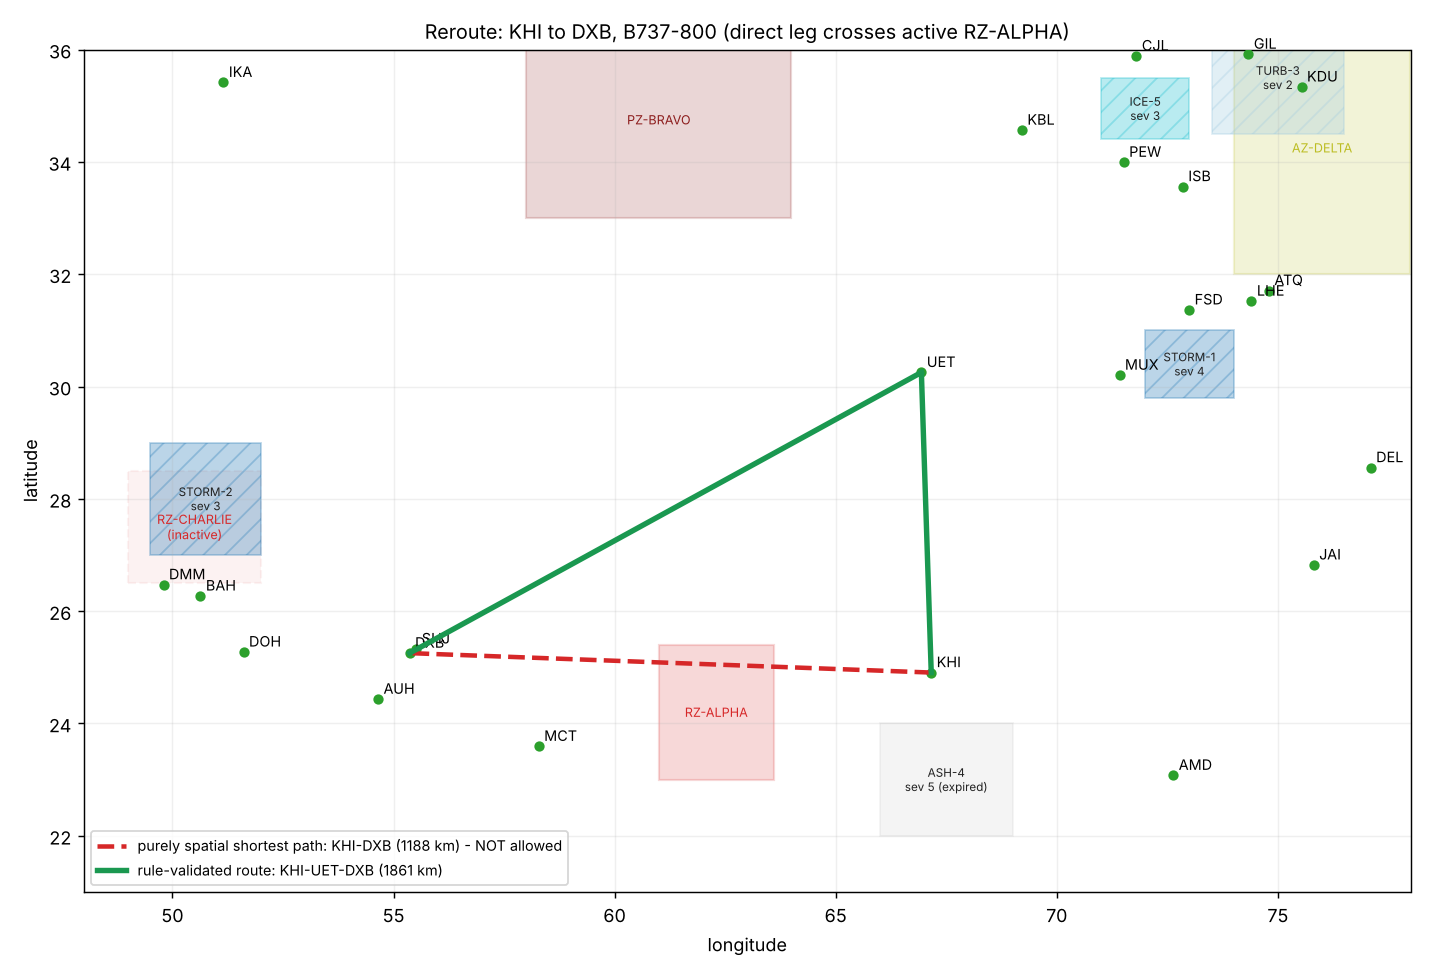 Reroute: KHI to DXB, B737-800 (direct leg crosses active RZ-ALPHA)
latitude
36
34
32
30
28
26
24
22
IKA
PZ-BRAVO
CJL
GIL
TURB-3
sev 2
KDU
KBL
ICE-5
sev 3
AZ-DELTA
PEW
ISB
ATQ
LHE
FSD
UET
MUX
STORM-1
sev 4
DEL
STORM-2
sev 3
RZ-CHARLIE
(inactive)
DMM
BAH
JAI
DOH
SHJ
DXB
KHI
AUH
RZ-ALPHA
MCT
ASH-4
sev 5 (expired)
AMD
purely spatial shortest path: KHI-DXB (1188 km) - NOT allowed
rule-validated route: KHI-UET-DXB (1861 km)
50
55
60
65
70
75
longitude